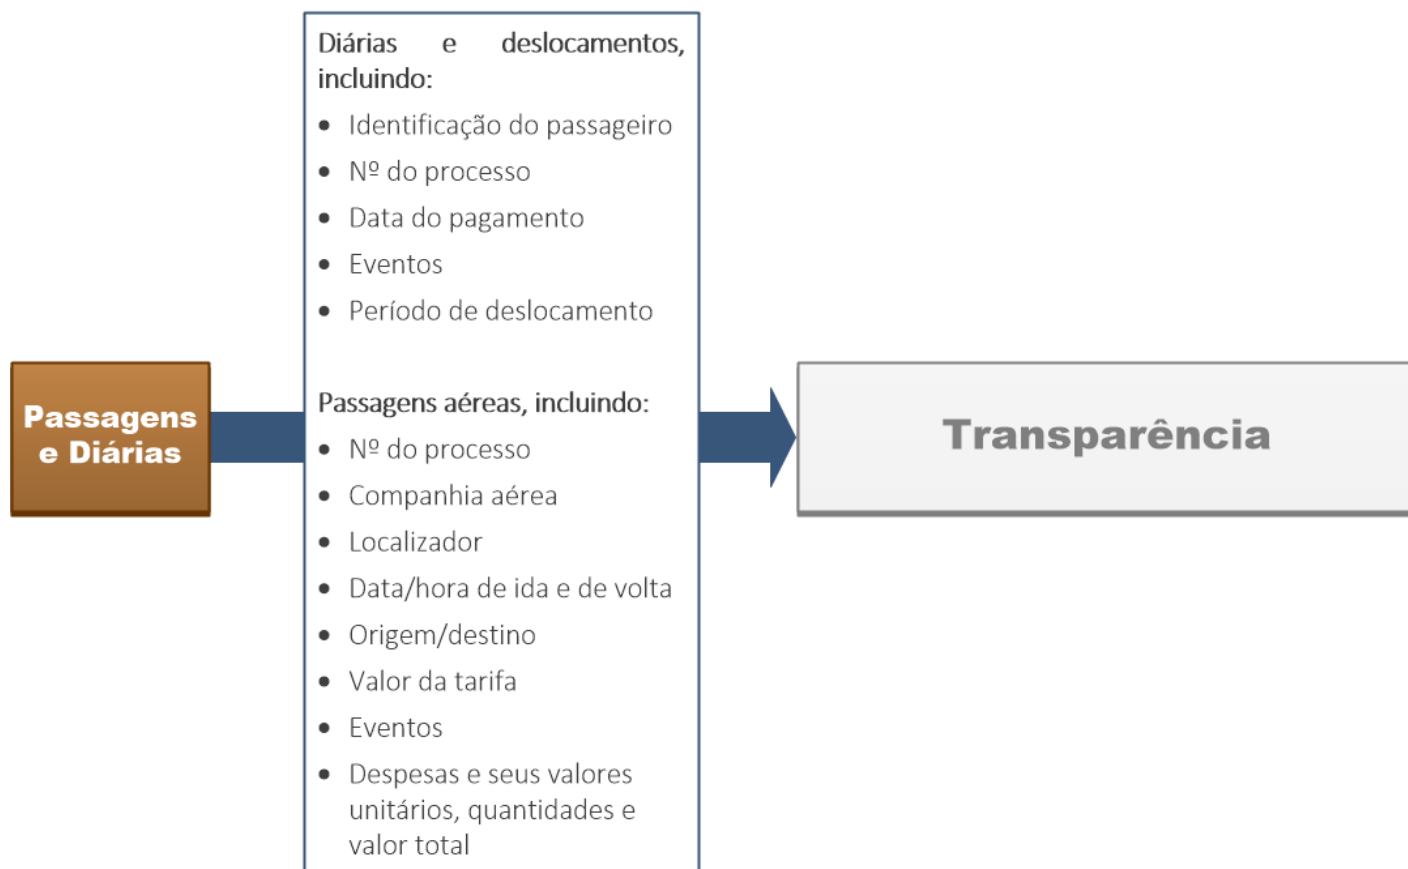 Diárias e deslocamentos,
incluindo:
• Identificação do passageiro
• Nº do processo
• Data do pagamento
• Eventos
• Período de deslocamento
Passagens
e Diárias
Passagens aéreas, incluindo:
• Nº do processo
• Companhia aérea
• Localizador
• Data/hora de ida e de volta
• Origem/destino
• Valor da tarifa
• Eventos
• Despesas e seus valores
unitários, quantidades e
valor total
Transparência